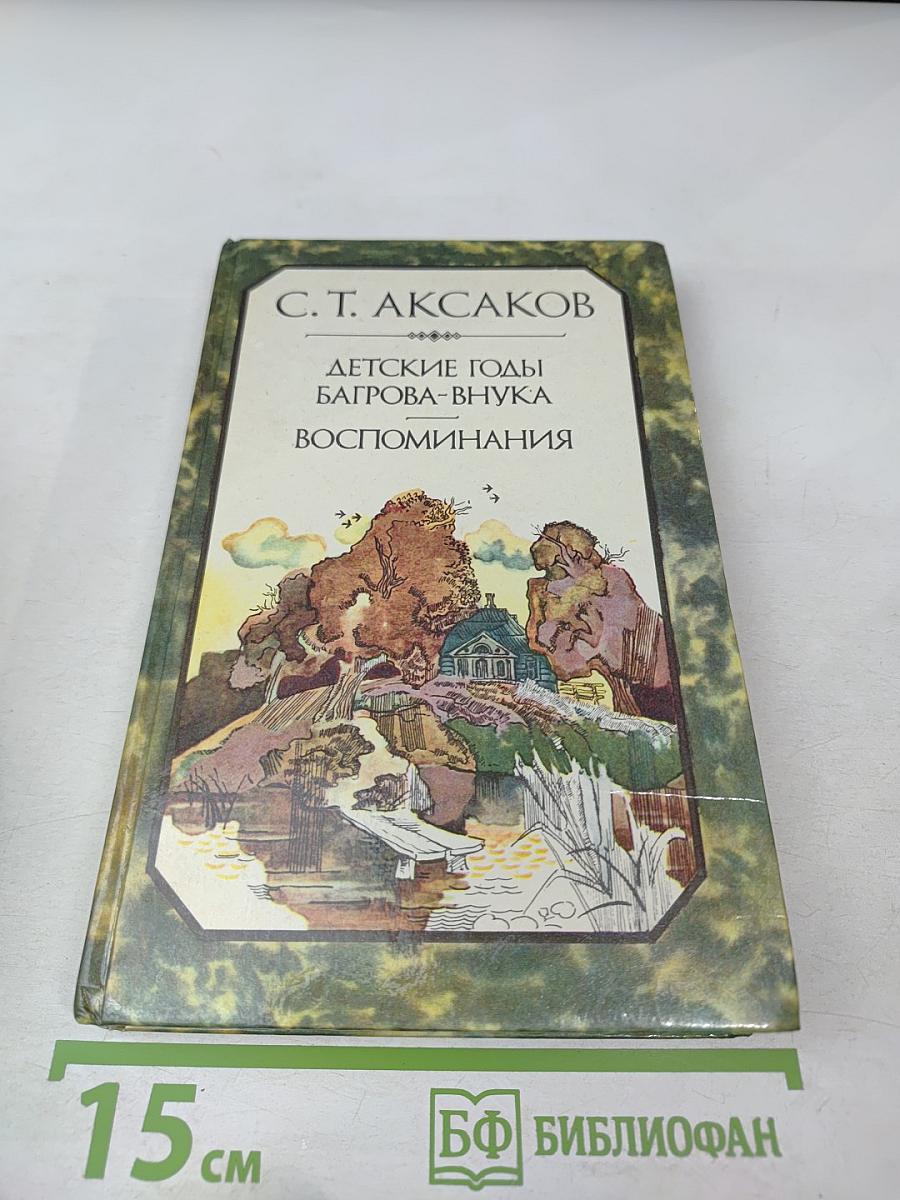 С. Т. АКСАКОВ
ДЕТСКИЕ ГОДЫ
БАГРОВА-ВНУКА
ВОСПОМИНАНИЯ
15 см
БФ БИБЛИОФАН